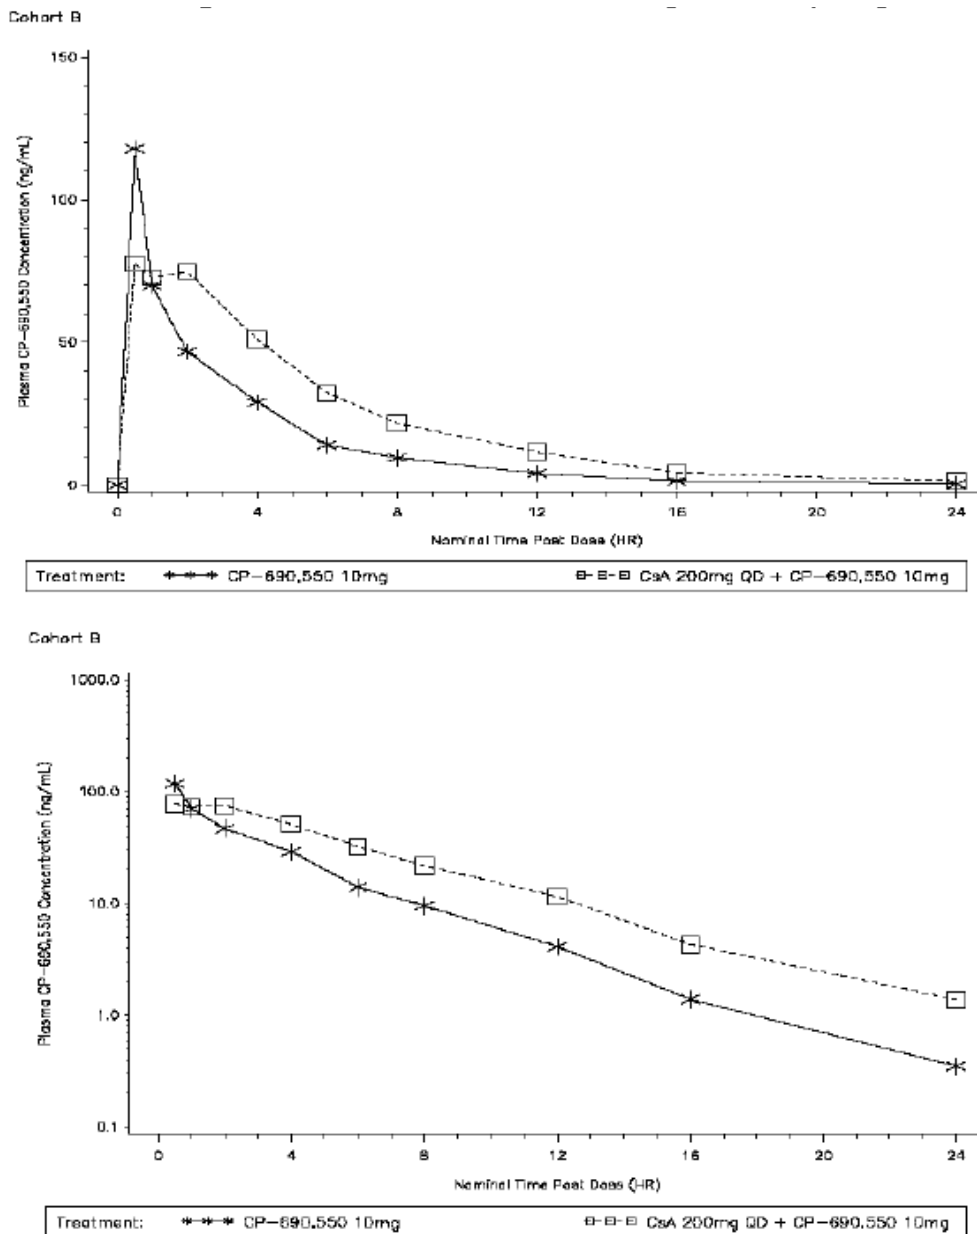 Cohort B
150
100
50
0
Plasma CP-690,550 Concentration (ng/mL)
0 4 8 12 16 20 24
Nominal Time Post Dose (HR)
Treatment: CP-690,550 10mg CsA 200mg QD + CP-690,550 10mg
Cohort B
1000.0
100.0
10.0
1.0
0.1
Plasma CP-690,550 Concentration (ng/mL)
0 4 8 12 16 20 24
Nominal Time Post Dose (HR)
Treatment: CP-690,550 10mg CsA 200mg QD + CP-690,550 10mg